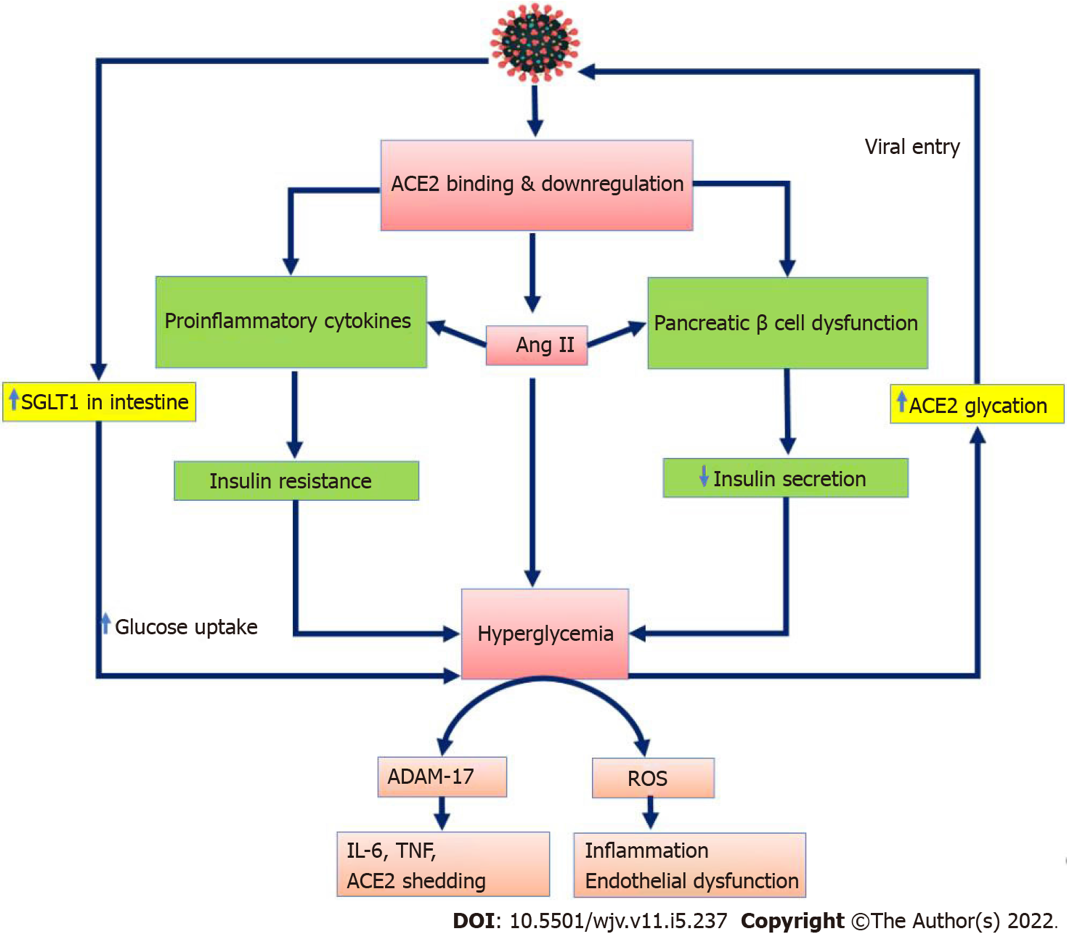 Viral entry
ACE2 binding & downregulation
Proinflammatory cytokines
Ang II
Pancreatic β cell dysfunction
↑SGLT1 in intestine
↑ACE2 glycation
Insulin resistance
↓Insulin secretion
↑Glucose uptake
Hyperglycemia
ADAM-17
ROS
IL-6, TNF,
ACE2 shedding
Inflammation
Endothelial dysfunction
DOI: 10.5501/wjv.v11.i5.237 Copyright ©The Author(s) 2022.